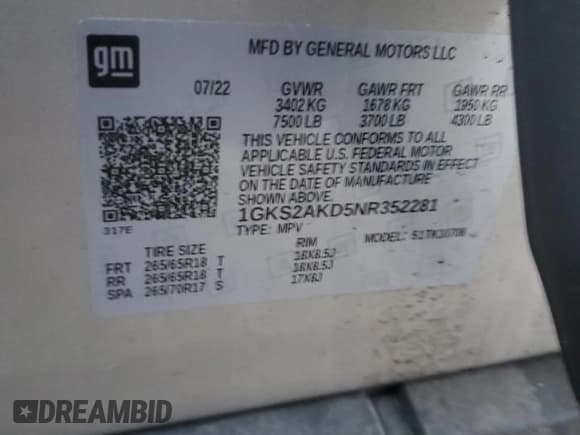 gm
MFD BY GENERAL MOTORS LLC
07/22 GVWR GAWR FRT GAWR RR
3402 KG 1678 KG 1950 KG
7500 LB 3700 LB 4300 LB
THIS VEHICLE CONFORMS TO ALL
APPLICABLE U.S. FEDERAL MOTOR
VEHICLE SAFETY STANDARDS IN EFFECT
ON THE DATE OF MANUFACTURE
SHOWN ABOVE.
1GKS2AKD5NR352281
317E
TYPE: MPV MODEL:
TIRE SIZE RIM
FRT 265/65R18 T 18X8.5J
RR 265/65R18 T 18X8.5J
SPA 265/70R17 S 17X8J
DREAMBID